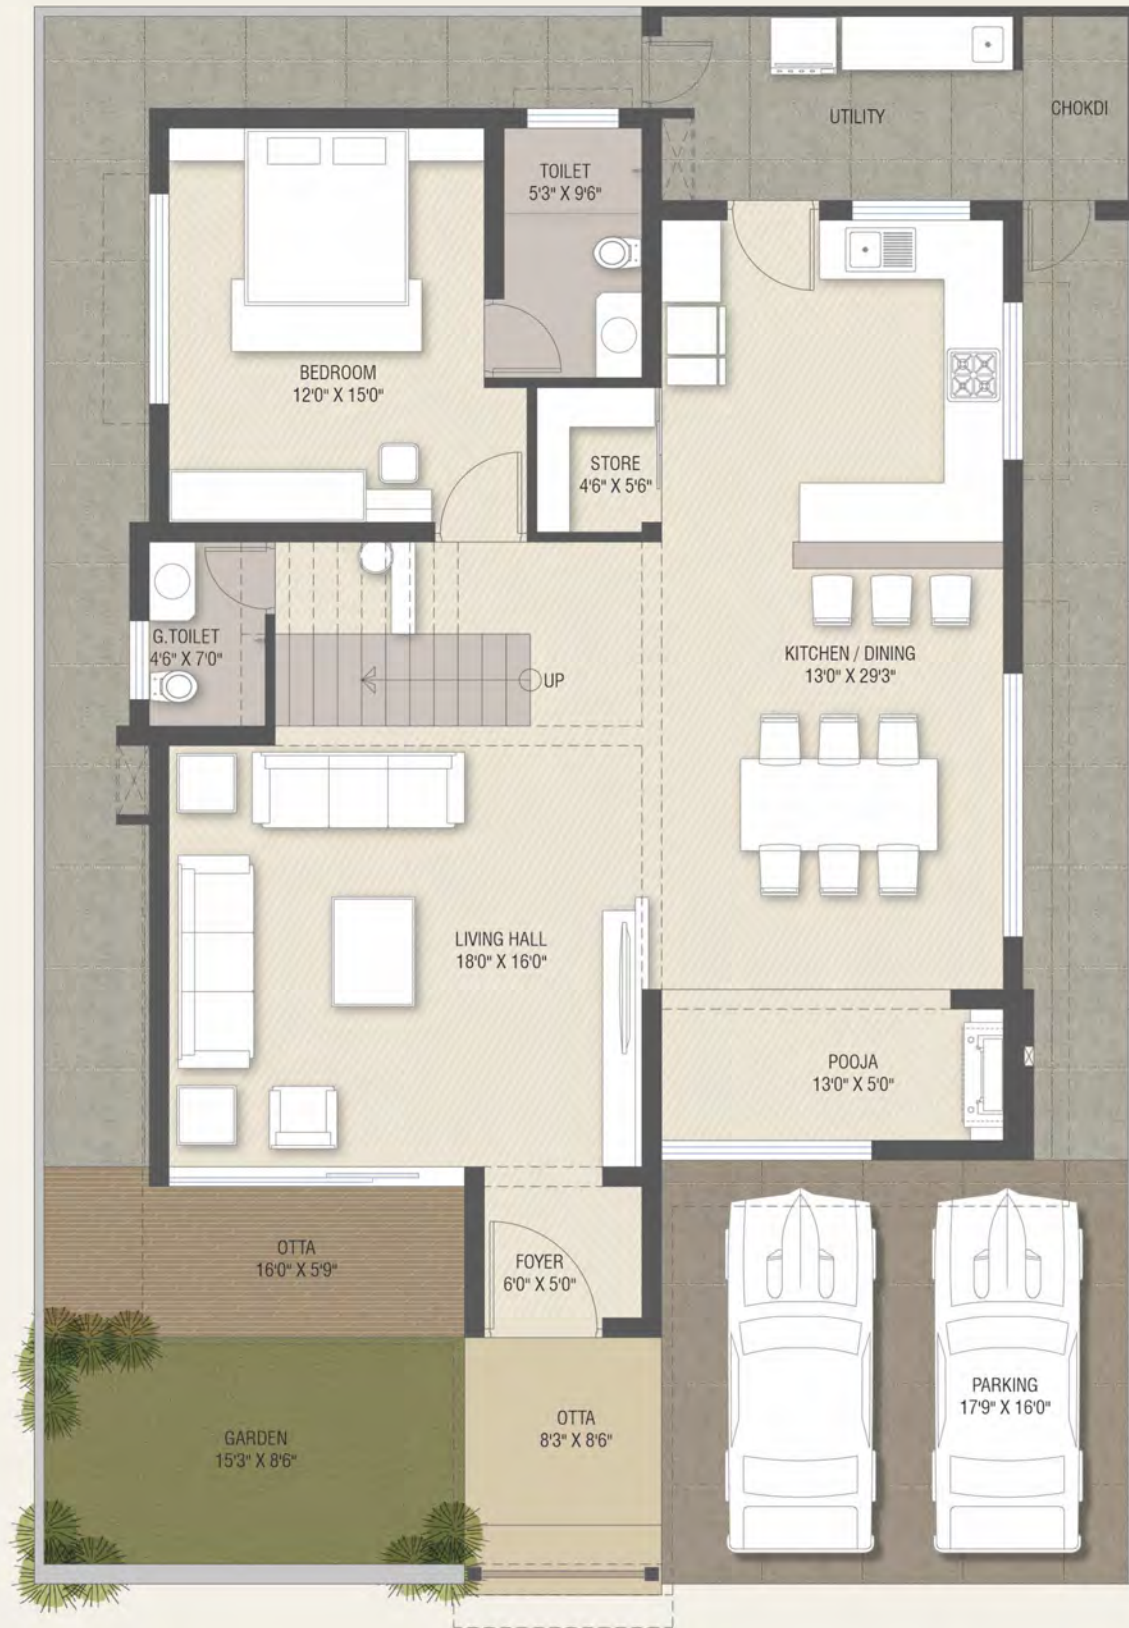 UTILITY
CHOKDI
TOILET
5'3" X 9'6"
BEDROOM
12'0" X 15'0"
STORE
4'6" X 5'6"
G.TOILET
4'6" X 7'0"
UP
KITCHEN / DINING
13'0" X 29'3"
LIVING HALL
18'0" X 16'0"
POOJA
13'0" X 5'0"
OTTA
16'0" X 5'9"
FOYER
6'0" X 5'0"
PARKING
17'9" X 16'0"
OTTA
8'3" X 8'6"
GARDEN
15'3" X 8'6"